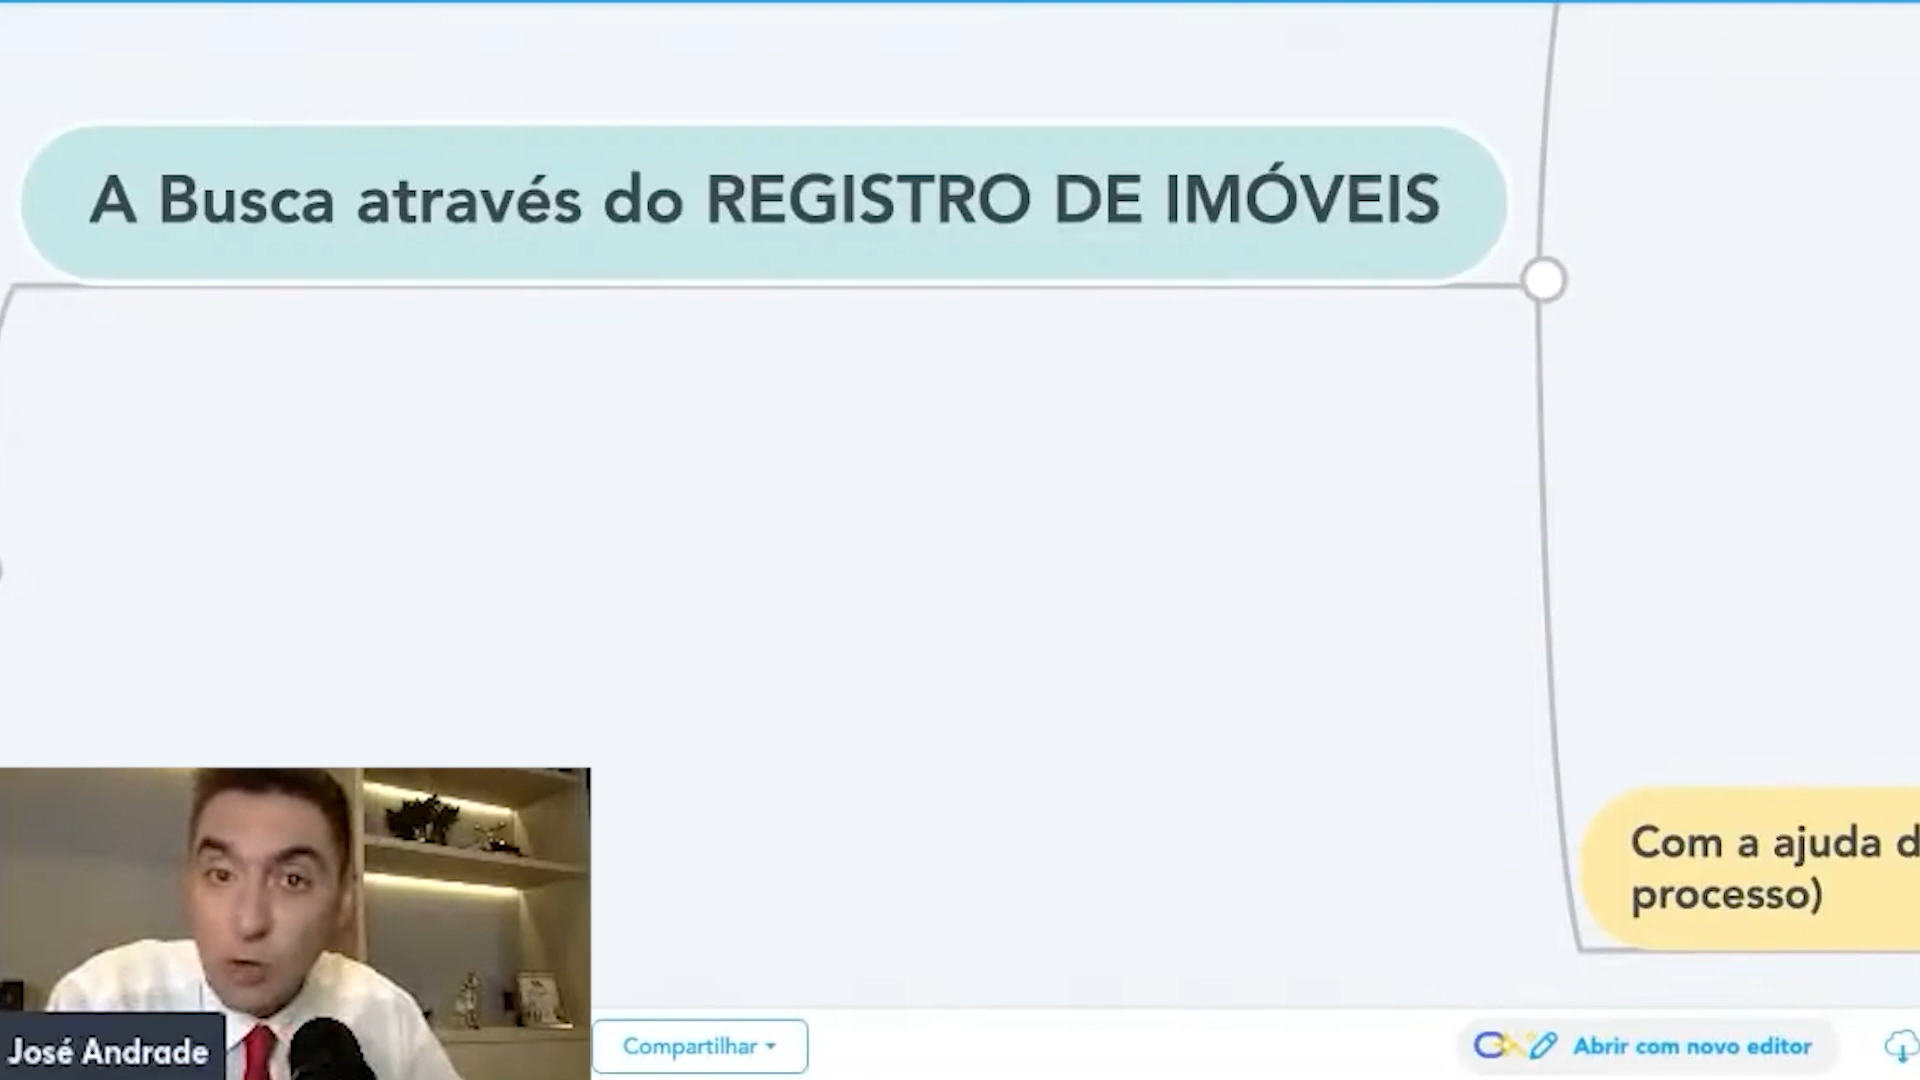 A Busca através do REGISTRO DE IMÓVEIS
Com a ajuda d
processo)
José Andrade
Compartilhar
Abrir com novo editor